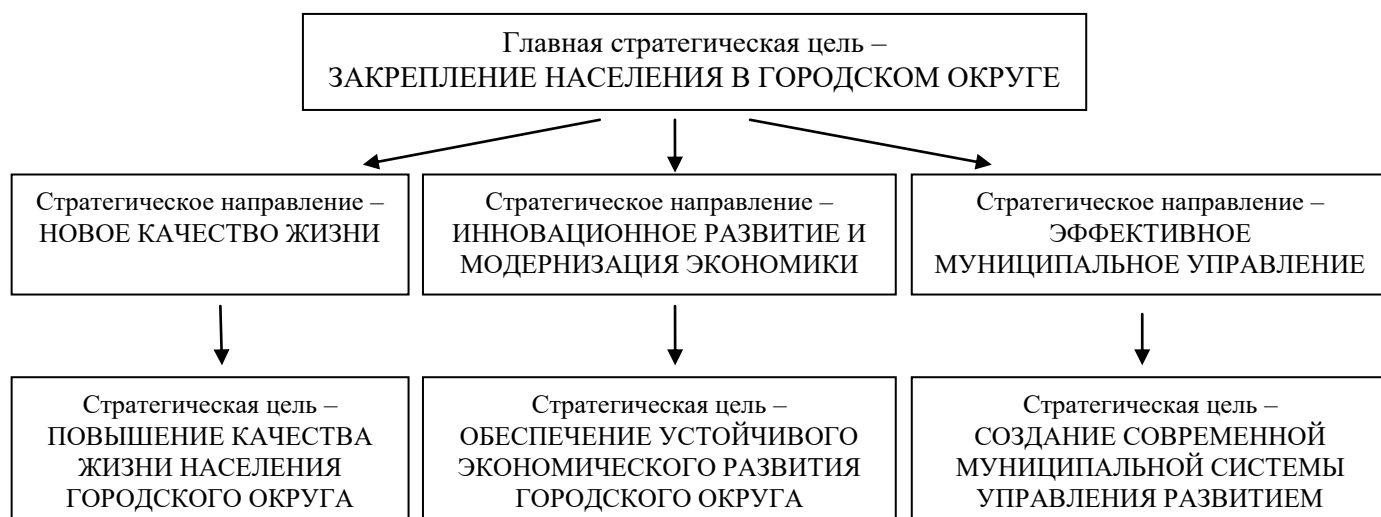 Главная стратегическая цель –
ЗАКРЕПЛЕНИЕ НАСЕЛЕНИЯ В ГОРОДСКОМ ОКРУГЕ
Стратегическое направление –
НОВОЕ КАЧЕСТВО ЖИЗНИ
Стратегическое направление –
ИННОВАЦИОННОЕ РАЗВИТИЕ И
МОДЕРНИЗАЦИЯ ЭКОНОМИКИ
Стратегическое направление –
ЭФФЕКТИВНОЕ
МУНИЦИПАЛЬНОЕ УПРАВЛЕНИЕ
Стратегическая цель –
ПОВЫШЕНИЕ КАЧЕСТВА
ЖИЗНИ НАСЕЛЕНИЯ
ГОРОДСКОГО ОКРУГА
Стратегическая цель –
ОБЕСПЕЧЕНИЕ УСТОЙЧИВОГО
ЭКОНОМИЧЕСКОГО РАЗВИТИЯ
ГОРОДСКОГО ОКРУГА
Стратегическая цель –
СОЗДАНИЕ СОВРЕМЕННОЙ
МУНИЦИПАЛЬНОЙ СИСТЕМЫ
УПРАВЛЕНИЯ РАЗВИТИЕМ